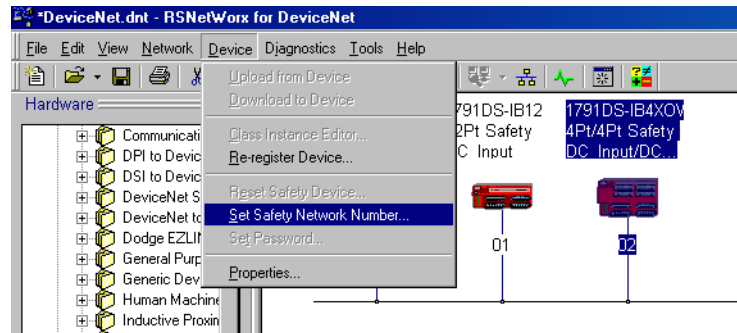 *DeviceNet.dnt - RSNetWorx for DeviceNet
File Edit View Network Device Diagnostics Tools Help
Hardware
Communicati
DPI to Devic
DSI to Devic
DeviceNet S
DeviceNet to
Dodge EZLIN
General Purp
Generic Dev
Human Machine
Inductive Proxin
Upload from Device
Download to Device
Class Instance Editor...
Re-register Device...
Reset Safety Device...
Set Safety Network Number...
Set Password...
Properties...
791DS-IB12
2Pt Safety
C Input
01
1791DS-IB4XOW
4Pt/4Pt Safety
DC Input/DC...
02